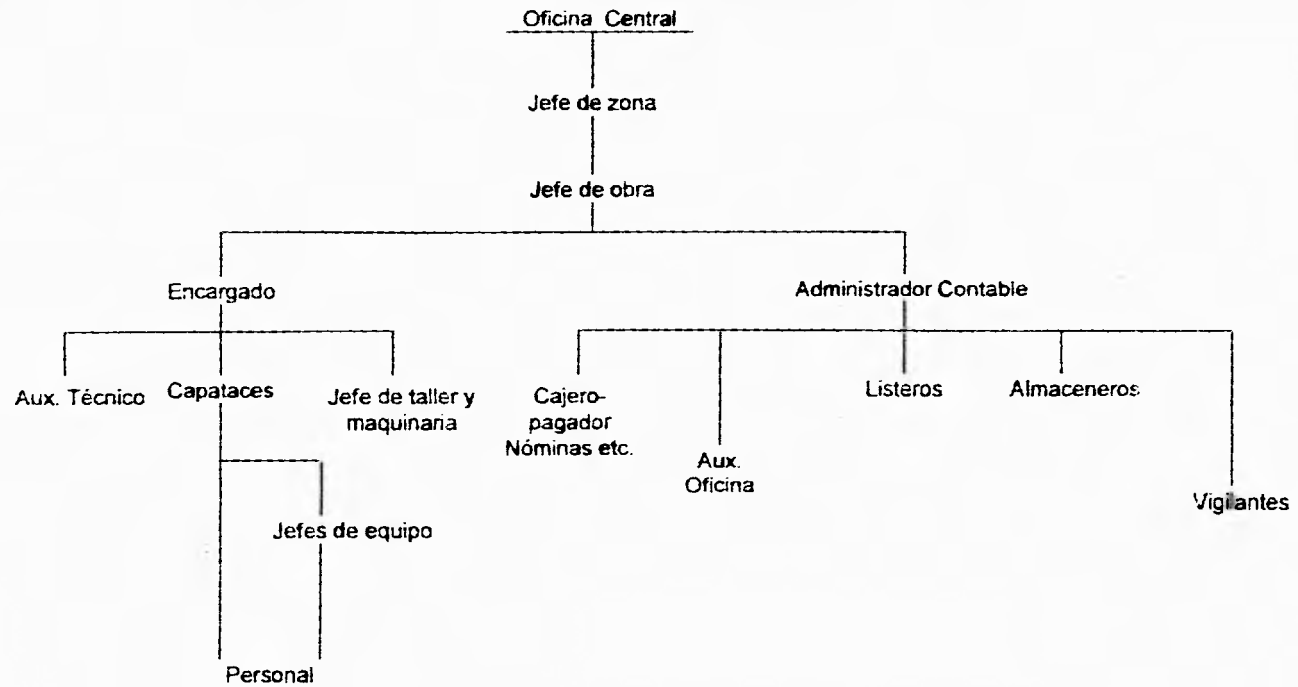 Oficina Central
Jefe de zona
Jefe de obra
Encargado
Administrador Contable
Aux. Técnico
Capataces
Jefe de taller y
maquinaria
Cajero-
pagador
Nóminas etc.
Aux.
Oficina
Listeros
Almaceneros
Vigilantes
Jefes de equipo
Personal